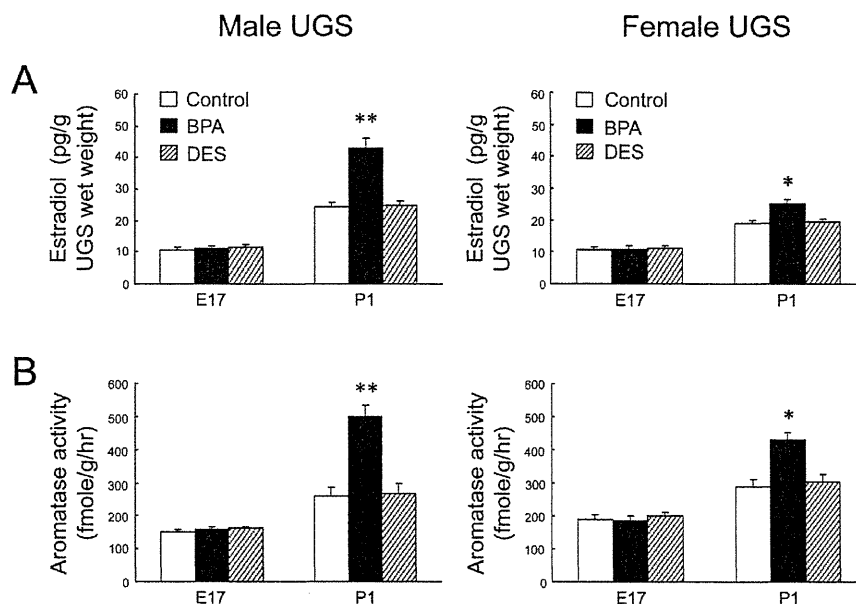 Male UGS
Female UGS
A
Estradiol (pg/g
UGS wet weight)
60
50
40
30
20
10
0
Control
BPA
DES
**
E17
P1
Estradiol (pg/g
UGS wet weight)
60
50
40
30
20
10
0
Control
BPA
DES
*
E17
P1
B
Aromatase activity
(fmole/g/hr)
600
500
400
300
200
100
0
**
E17
P1
Aromatase activity
(fmole/g/hr)
600
500
400
300
200
100
0
*
E17
P1